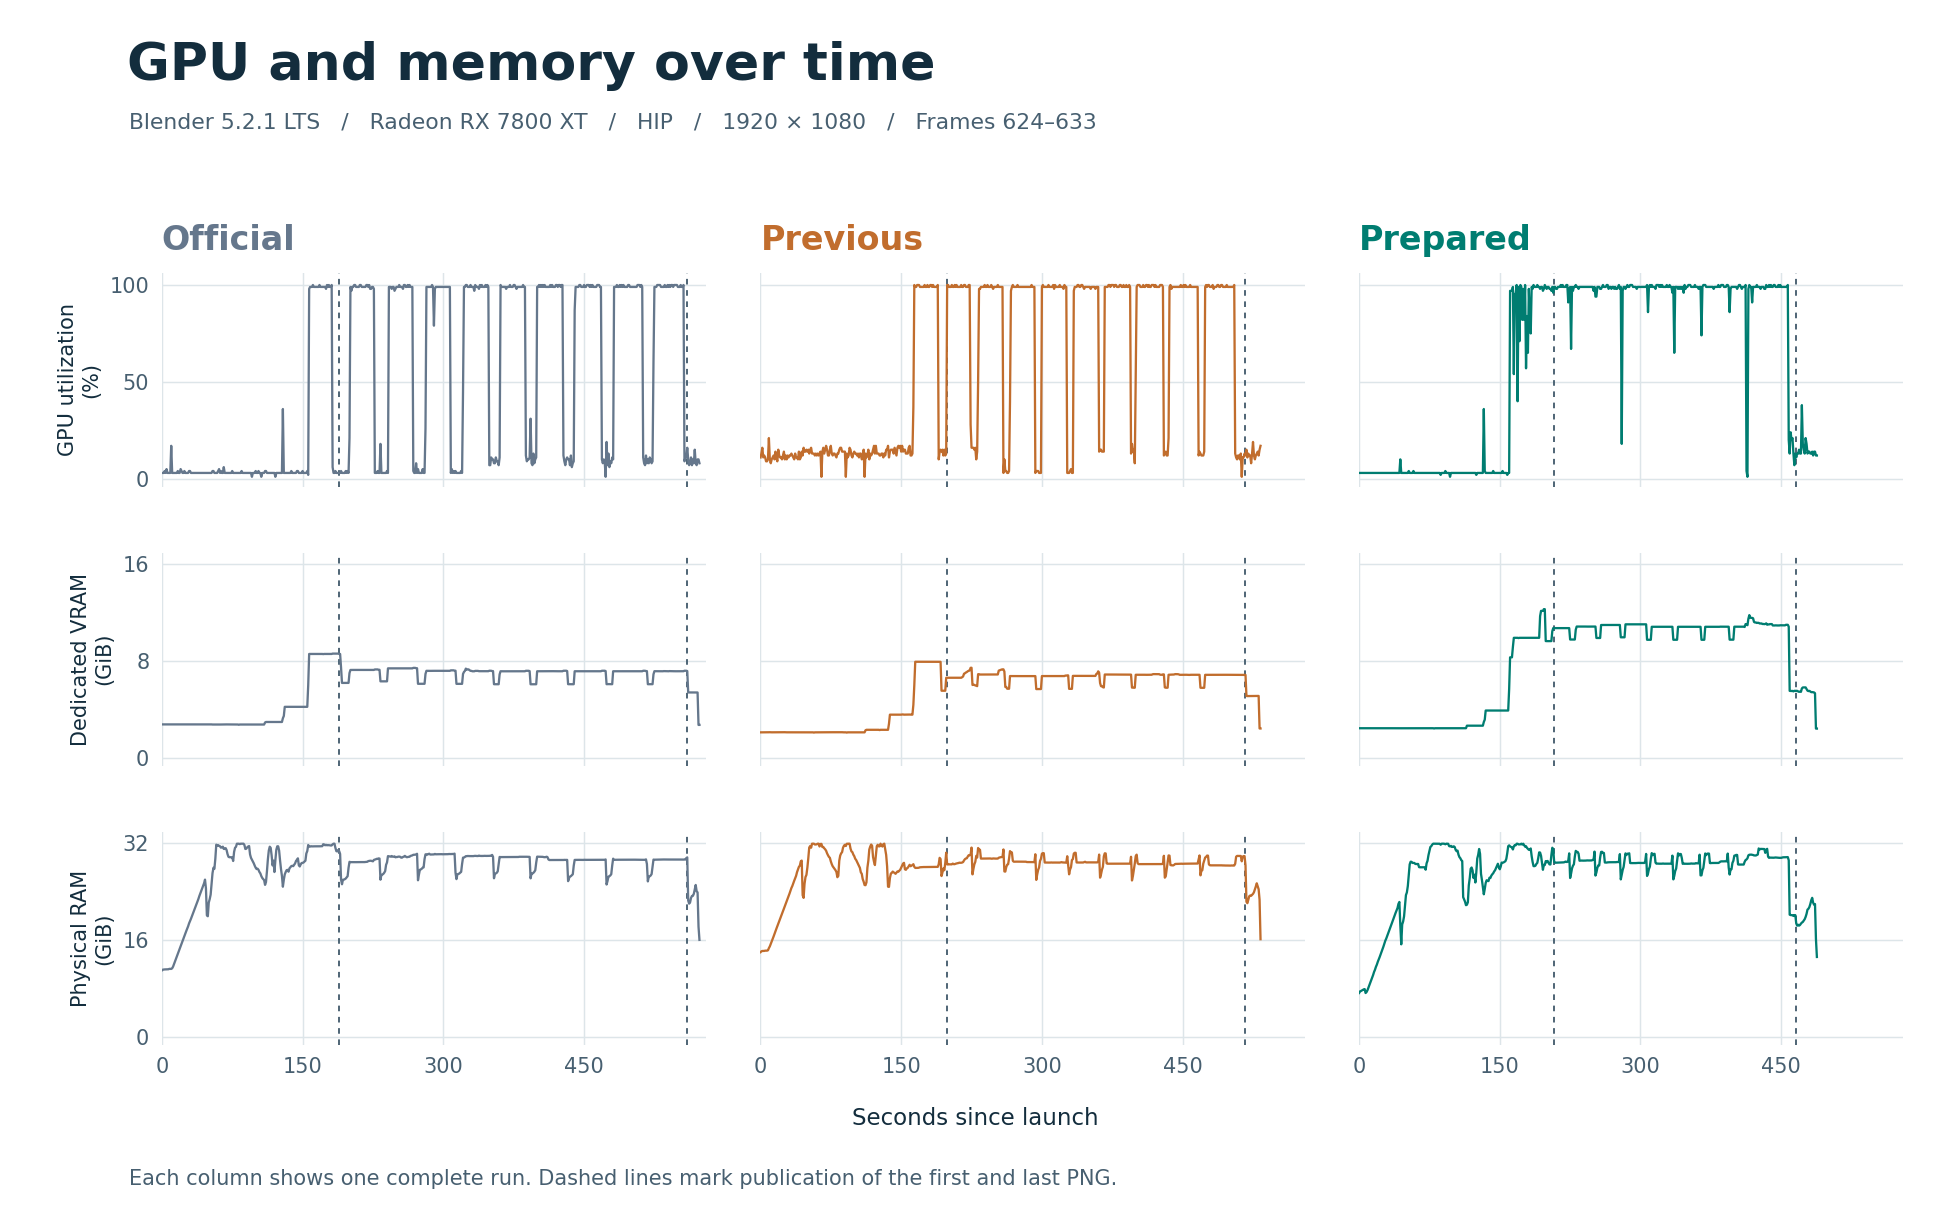 GPU and memory over time
Blender 5.2.1 LTS / Radeon RX 7800 XT / HIP / 1920 × 1080 / Frames 624–633
Official
Previous
Prepared
GPU utilization
(%)
100
50
0
Dedicated VRAM
(GiB)
16
8
0
Physical RAM
(GiB)
32
16
0
0 150 300 450
0 150 300 450
0 150 300 450
Seconds since launch
Each column shows one complete run. Dashed lines mark publication of the first and last PNG.